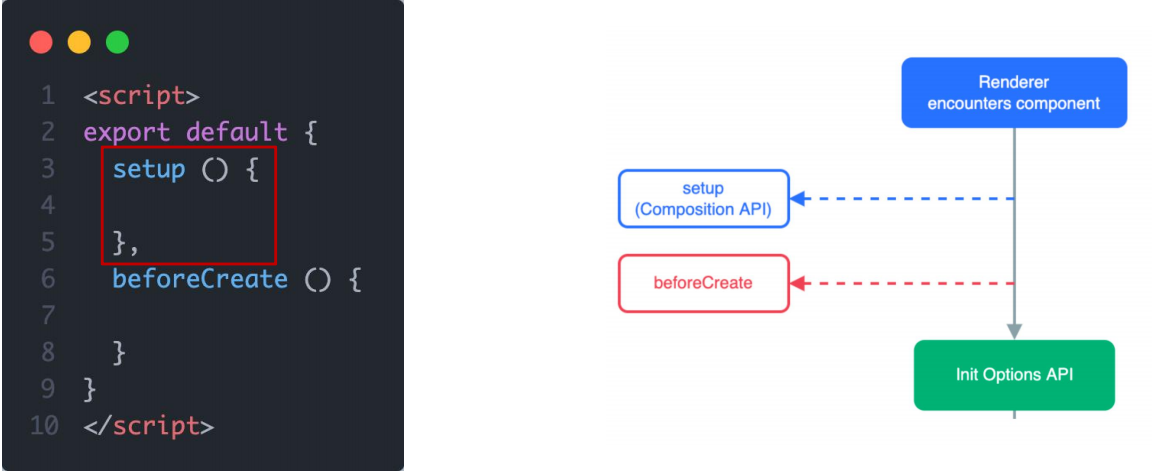 1 <script>
2 export default {
3 setup () {
4
5 },
6 beforeCreate () {
7
8 }
9 }
10 </script>
Renderer
encounters component
setup
(Composition API)
beforeCreate
Init Options API